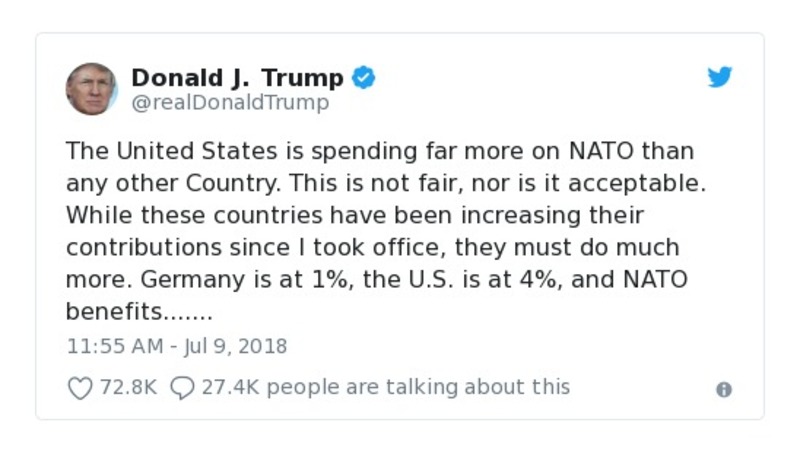 Donald J. Trump
@realDonaldTrump
The United States is spending far more on NATO than
any other Country. This is not fair, nor is it acceptable.
While these countries have been increasing their
contributions since I took office, they must do much
more. Germany is at 1%, the U.S. is at 4%, and NATO
benefits.......
11:55 AM - Jul 9, 2018
72.8K 27.4K people are talking about this